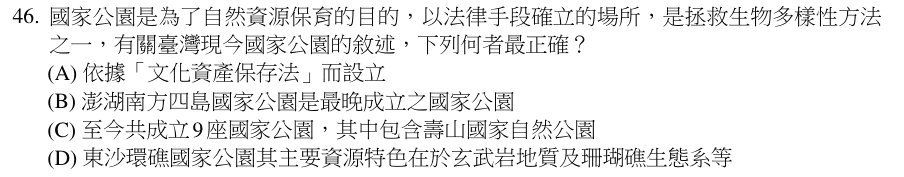 46. 國家公園是為了自然資源保育的目的，以法律手段確立的場所，是拯救生物多樣性方法
之一，有關臺灣現今國家公園的敘述，下列何者最正確？
(A) 依據「文化資產保存法」而設立
(B) 澎湖南方四島國家公園是最晚成立之國家公園
(C) 至今共成立9座國家公園，其中包含壽山國家自然公園
(D) 東沙環礁國家公園其主要資源特色在於玄武岩地質及珊瑚礁生態系等